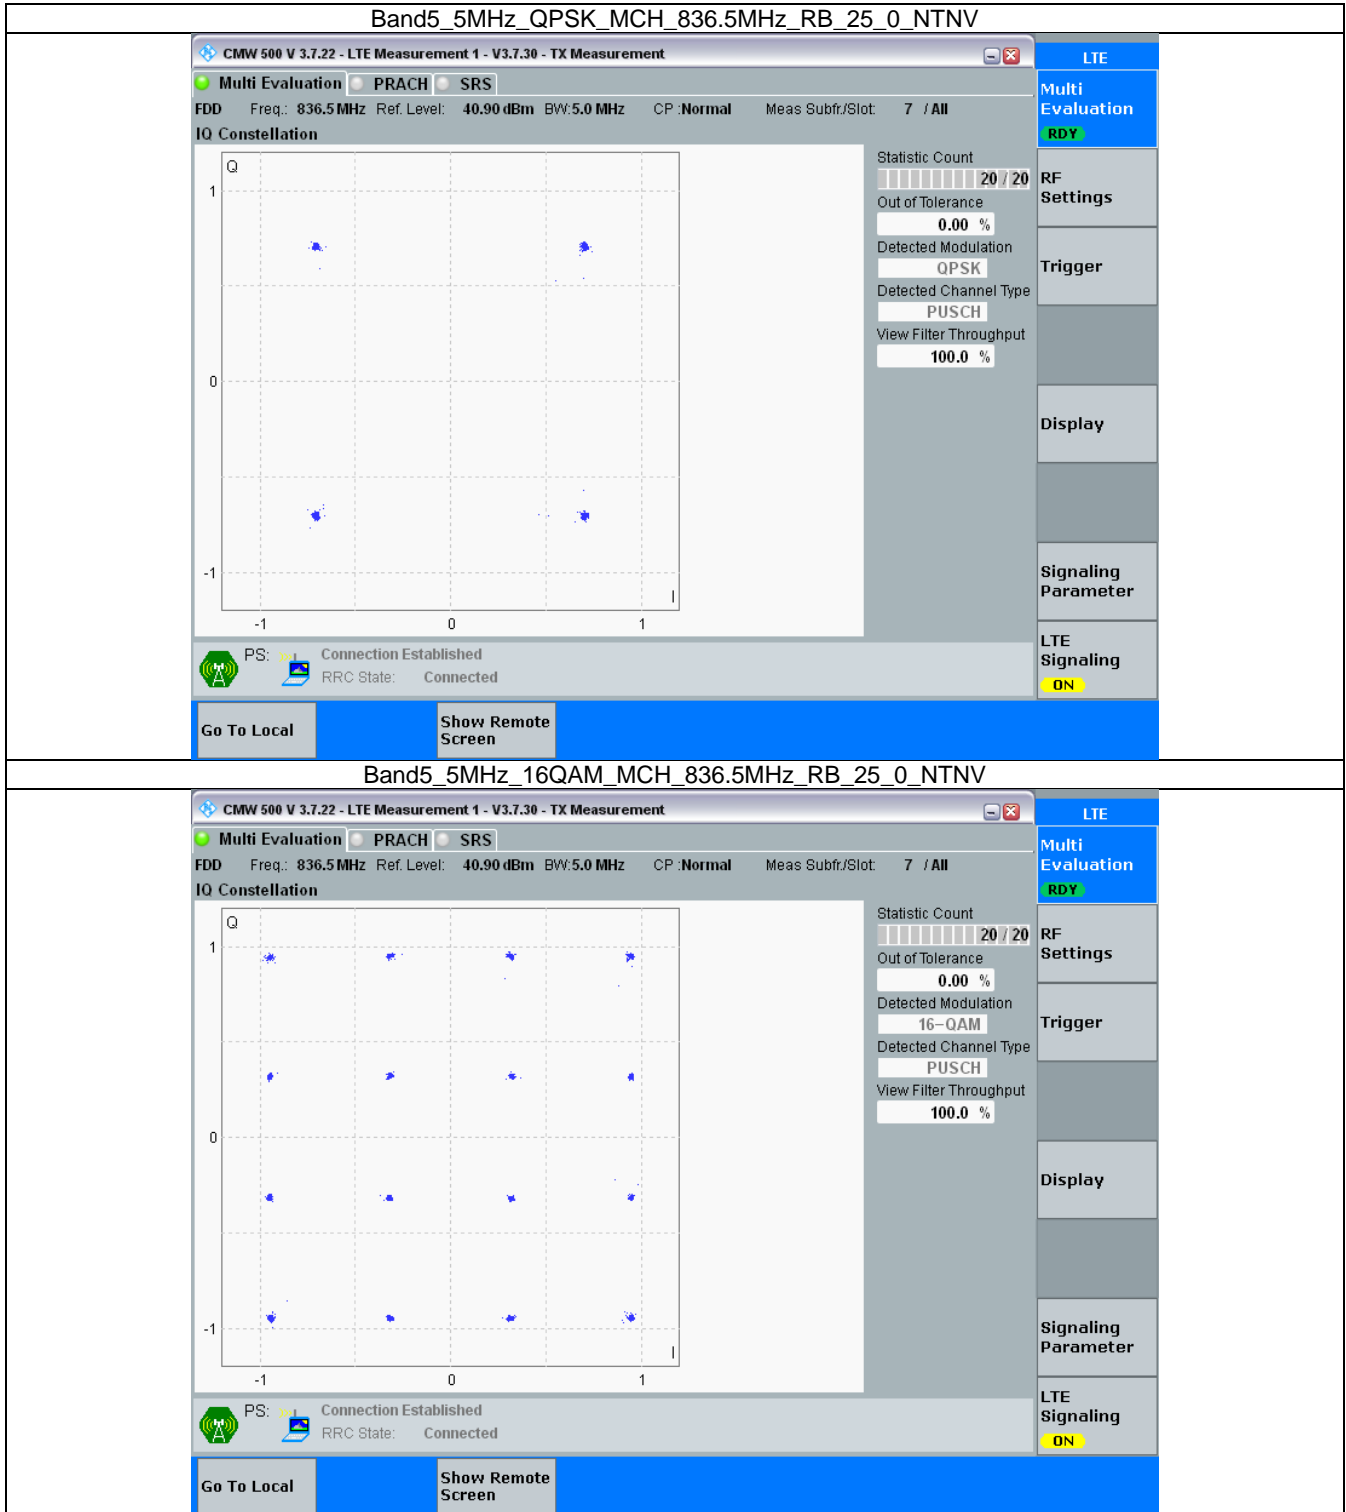 Band5_5MHz_QPSK_MCH_836.5MHz_RB_25_0_NTNV
CMW 500 V 3.7.22 - LTE Measurement 1 - V3.7.30 - TX Measurement
LTE
Multi Evaluation PRACH SRS
Multi
Evaluation
RDY
FDD Freq.: 836.5 MHz Ref. Level: 40.90 dBm BW: 5.0 MHz CP : Normal Meas Subfr./Slot: 7 / All
IQ Constellation
Q
1
0
-1
-1 0 1
I
Statistic Count
20 / 20
Out of Tolerance
0.00 %
Detected Modulation
QPSK
Detected Channel Type
PUSCH
View Filter Throughput
100.0 %
RF
Settings
Trigger
Display
Signaling
Parameter
LTE
Signaling
ON
PS: Connection Established
RRC State: Connected
Go To Local
Show Remote
Screen
Band5_5MHz_16QAM_MCH_836.5MHz_RB_25_0_NTNV
CMW 500 V 3.7.22 - LTE Measurement 1 - V3.7.30 - TX Measurement
LTE
Multi Evaluation PRACH SRS
Multi
Evaluation
RDY
FDD Freq.: 836.5 MHz Ref. Level: 40.90 dBm BW: 5.0 MHz CP : Normal Meas Subfr./Slot: 7 / All
IQ Constellation
Q
1
0
-1
-1 0 1
I
Statistic Count
20 / 20
Out of Tolerance
0.00 %
Detected Modulation
16-QAM
Detected Channel Type
PUSCH
View Filter Throughput
100.0 %
RF
Settings
Trigger
Display
Signaling
Parameter
LTE
Signaling
ON
PS: Connection Established
RRC State: Connected
Go To Local
Show Remote
Screen